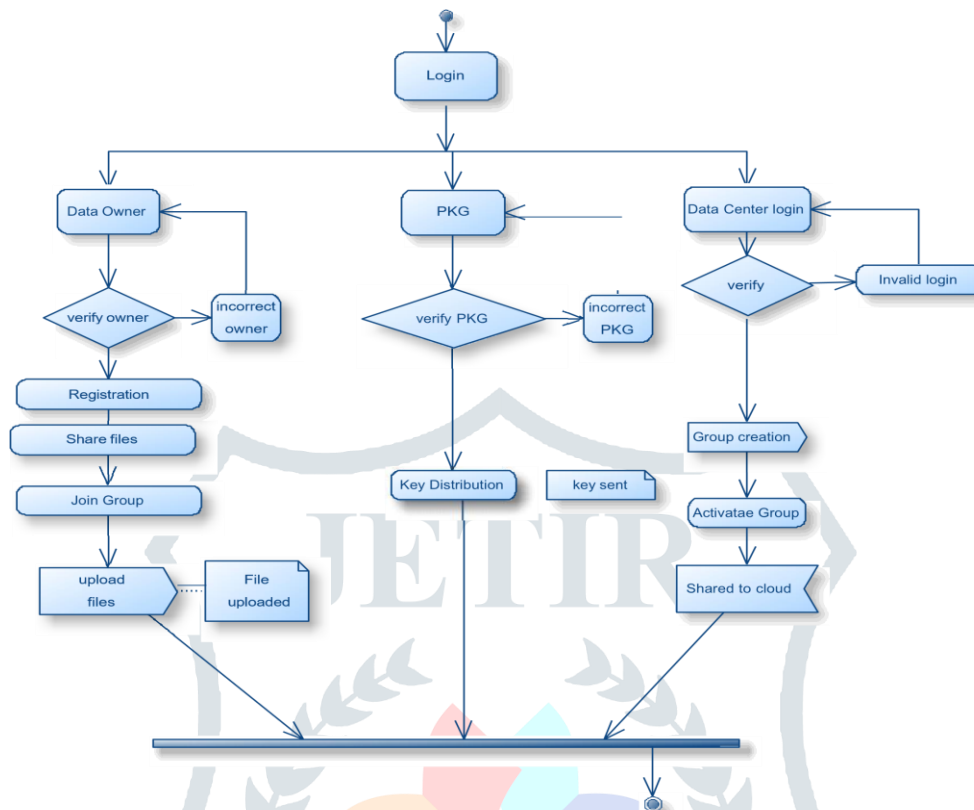 Login
Data Owner
PKG
Data Center login
verify owner
incorrect
owner
verify PKG
incorrect
PKG
verify
Invalid login
Registration
Share files
Join Group
upload
files
File
uploaded
Key Distribution
key sent
Group creation
Activatae Group
Shared to cloud
JETIR